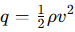 q = ½ρv²